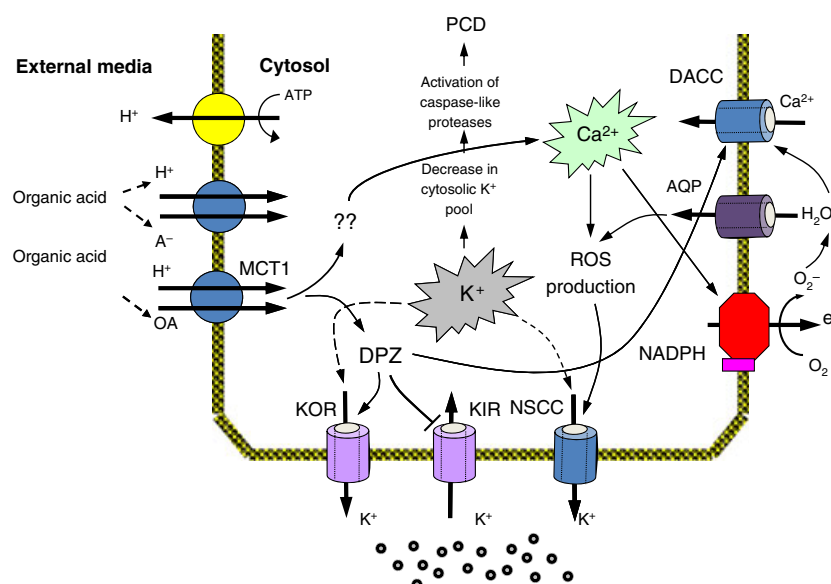 PCD
External media
Cytosol
DACC
ATP
Activation of
caspase-like
proteases
Ca²⁺
H⁺
Ca²⁺
H⁺
Decrease in
cytosolic K⁺
pool
AQP
Organic acid
??
H₂O
A⁻
ROS
production
Organic acid
H⁺
MCT1
O₂⁻
K⁺
OA
e
DPZ
NADPH
O₂
KOR
KIR
NSCC
K⁺
K⁺
K⁺